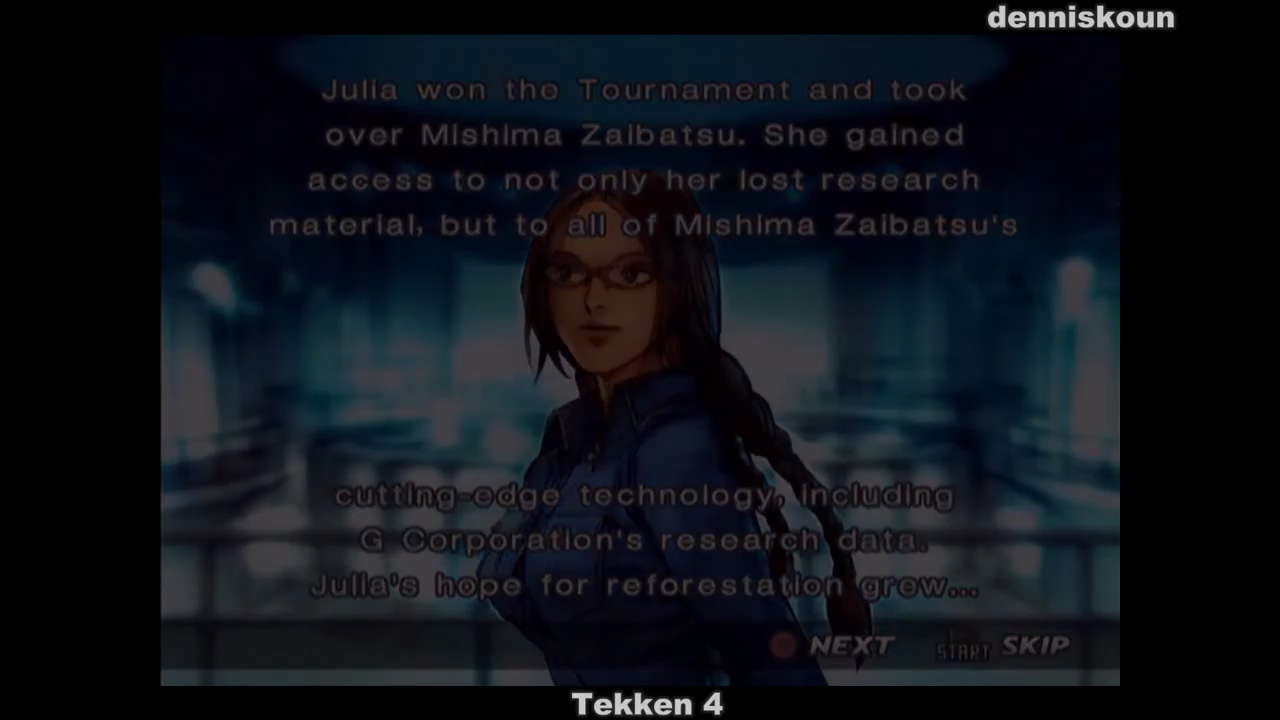 denniskoun
Julia won the Tournament and took
over Mishima Zaibatsu. She gained
access to not only her lost research
material, but to all of Mishima Zaibatsu's
cutting-edge technology, including
G Corporation's research data.
Julia's hope for reforestation grew...
NEXT START SKIP
Tekken 4